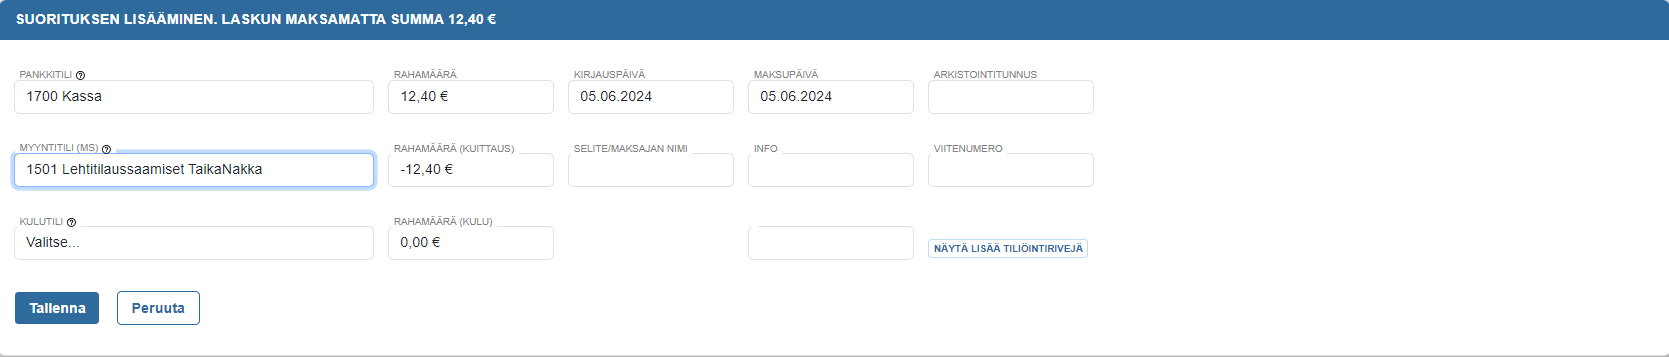 SUORITUKSEN LISÄÄMINEN. LASKUN MAKSAMATTA SUMMA 12,40 €
PANKKITILI RAHAMÄÄRÄ KIRJAUSPÄIVÄ MAKSUPÄIVÄ ARKISTOINTITUNNUS
1700 Kassa 12,40 € 05.06.2024 05.06.2024
MYYNTITILI (MS) RAHAMÄÄRÄ (KUITTAUS) SELITE/MAKSAJAN NIMI INFO VIITENUMERO
1501 Lehtitilaussaamiset TaikaNakka -12,40 €
KULUTILI RAHAMÄÄRÄ (KULU)
Valitse... 0,00 € NÄYTÄ LISÄÄ TILIÖINTIRIVEJÄ
Tallenna Peruuta